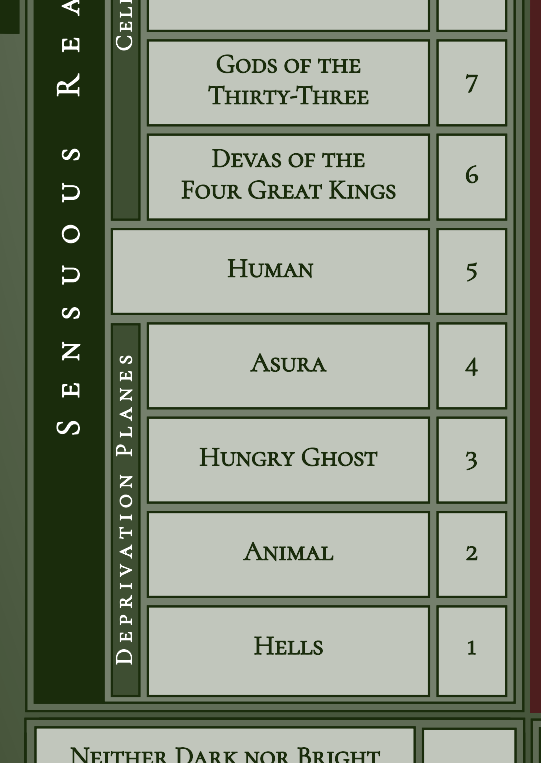 Sensuous
Gods of the
Thirty-Three
7
Devas of the
Four Great Kings
6
Human
5
Deprivation Planes
Asura
4
Hungry Ghost
3
Animal
2
Hells
1
Neither Dark nor Bright